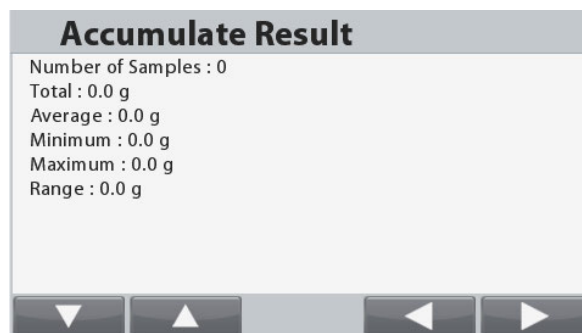 Accumulate Result
Number of Samples : 0
Total : 0.0 g
Average : 0.0 g
Minimum : 0.0 g
Maximum : 0.0 g
Range : 0.0 g